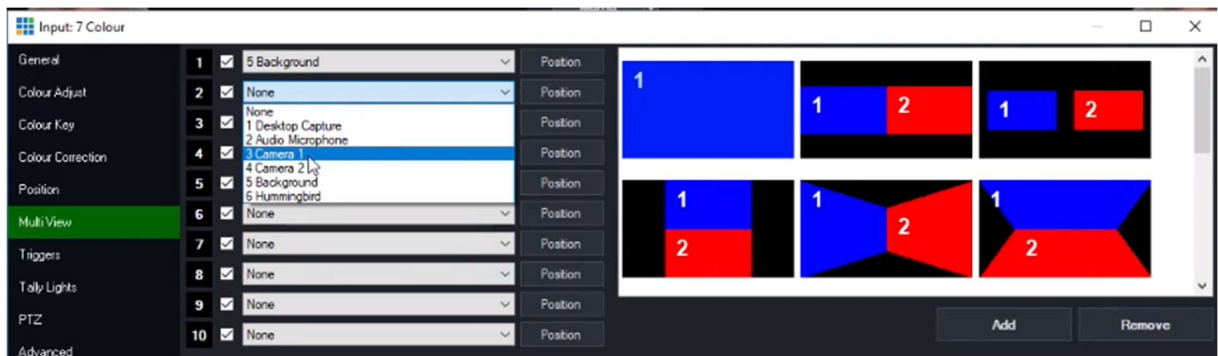 Input: 7 Colour
General
Colour Adjust
Colour Key
Colour Correction
Position
Multi View
Triggers
Tally Lights
PTZ
Advanced
1 5 Background Position
2 None Position
None
1 Desktop Capture
2 Audio Microphone
3 Camera 1
4 Camera 2
5 Background
6 Hummingbird
3 Position
4 Position
5 Position
6 None Position
7 None Position
8 None Position
9 None Position
10 None Position
1
1 2
1 2
1
2
1 2
1
2
Add Remove